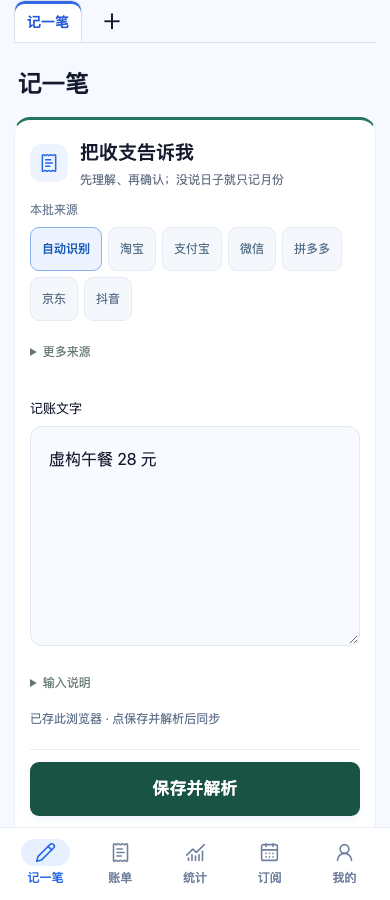 记一笔
记一笔
把收支告诉我
先理解、再确认；没说日子就只记月份
本批来源
自动识别 淘宝 支付宝 微信 拼多多
京东 抖音
更多来源
记账文字
虚构午餐 28 元
输入说明
已存此浏览器 · 点保存并解析后同步
保存并解析
记一笔 账单 统计 订阅 我的